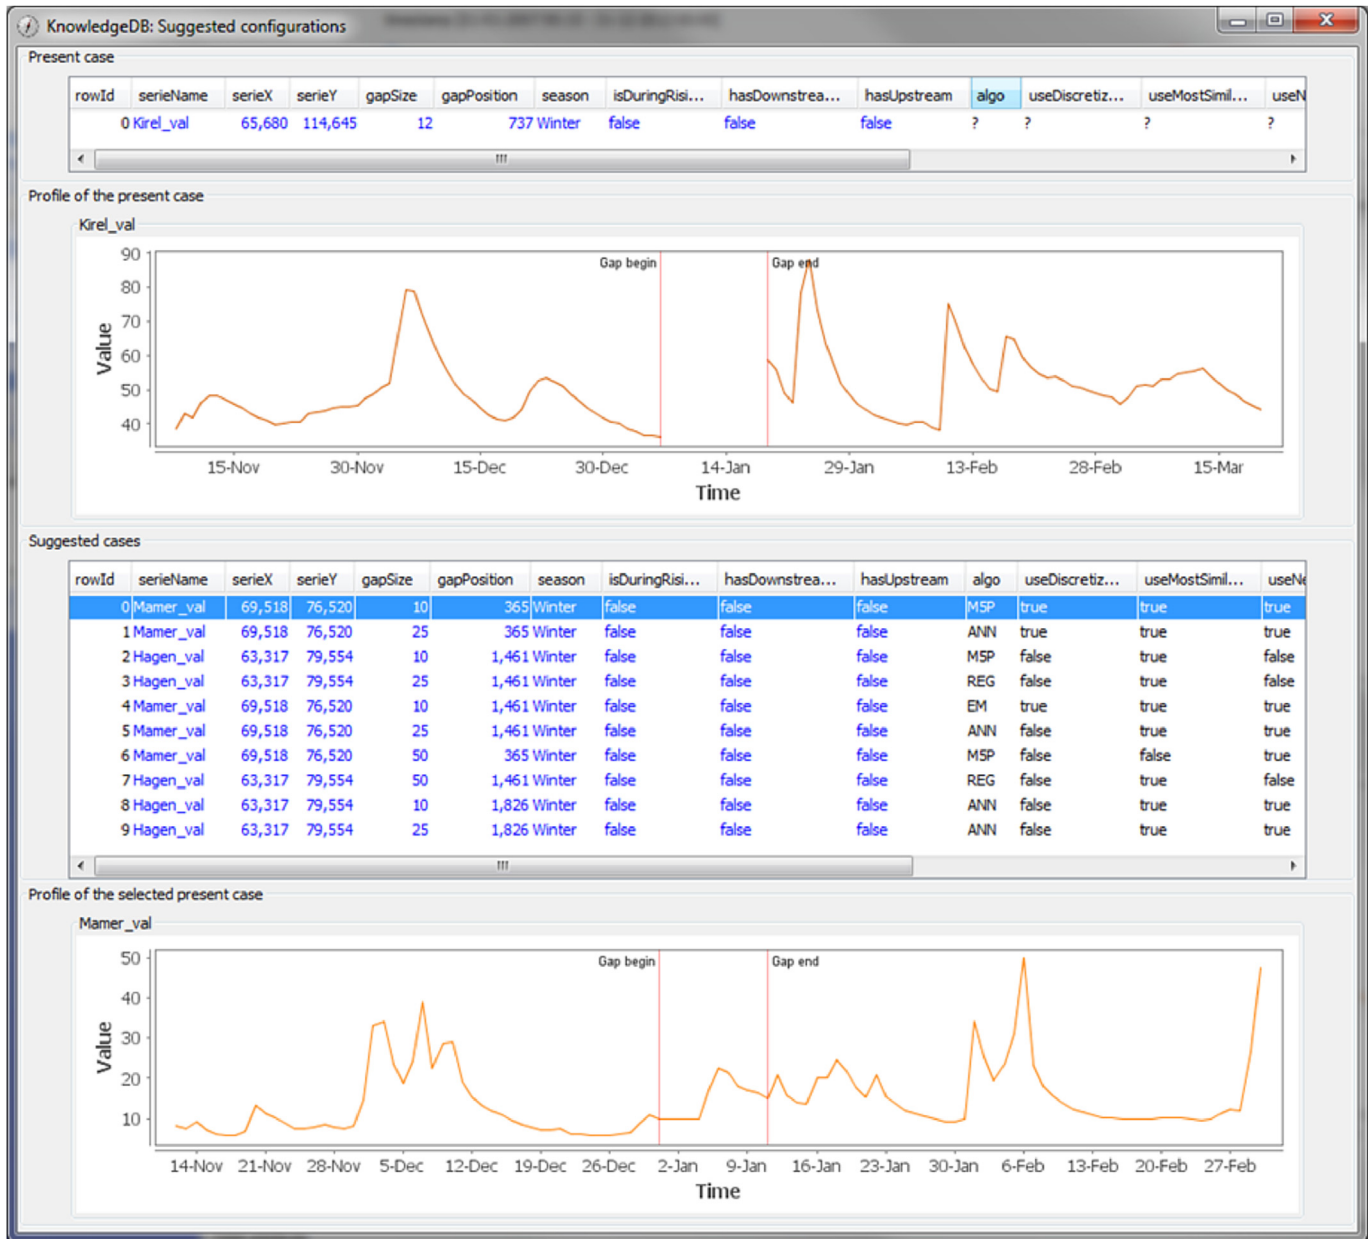 KnowledgeDB: Suggested configurations
Present case
rowId serieName serieX serieY gapSize gapPosition season isDuringRisi... hasDownstrea... hasUpstream algo useDiscretiz... useMostSimil... useN
0 Kirel_val 65,680 114,645 12 737 Winter false false false ? ? ? ?
Profile of the present case
Kirel_val
Gap begin Gap end
90
80
70
60
50
40
Value
15-Nov 30-Nov 15-Dec 30-Dec 14-Jan 29-Jan 13-Feb 28-Feb 15-Mar
Time
Suggested cases
rowId serieName serieX serieY gapSize gapPosition season isDuringRisi... hasDownstrea... hasUpstream algo useDiscretiz... useMostSimil... useNe
0 Mamer_val 69,518 76,520 10 365 Winter false false false M5P true true true
1 Mamer_val 69,518 76,520 25 365 Winter false false false ANN true true true
2 Hagen_val 63,317 79,554 10 1,461 Winter false false false M5P false true false
3 Hagen_val 63,317 79,554 25 1,461 Winter false false false REG false true false
4 Mamer_val 69,518 76,520 10 1,461 Winter false false false EM true true true
5 Mamer_val 69,518 76,520 25 1,461 Winter false false false ANN false true true
6 Mamer_val 69,518 76,520 50 365 Winter false false false M5P false false true
7 Hagen_val 63,317 79,554 50 1,461 Winter false false false REG false true false
8 Hagen_val 63,317 79,554 10 1,826 Winter false false false ANN false true true
9 Hagen_val 63,317 79,554 25 1,826 Winter false false false ANN false true true
Profile of the selected present case
Mamer_val
Gap begin Gap end
50
40
30
20
10
Value
14-Nov 21-Nov 28-Nov 5-Dec 12-Dec 19-Dec 26-Dec 2-Jan 9-Jan 16-Jan 23-Jan 30-Jan 6-Feb 13-Feb 20-Feb 27-Feb
Time